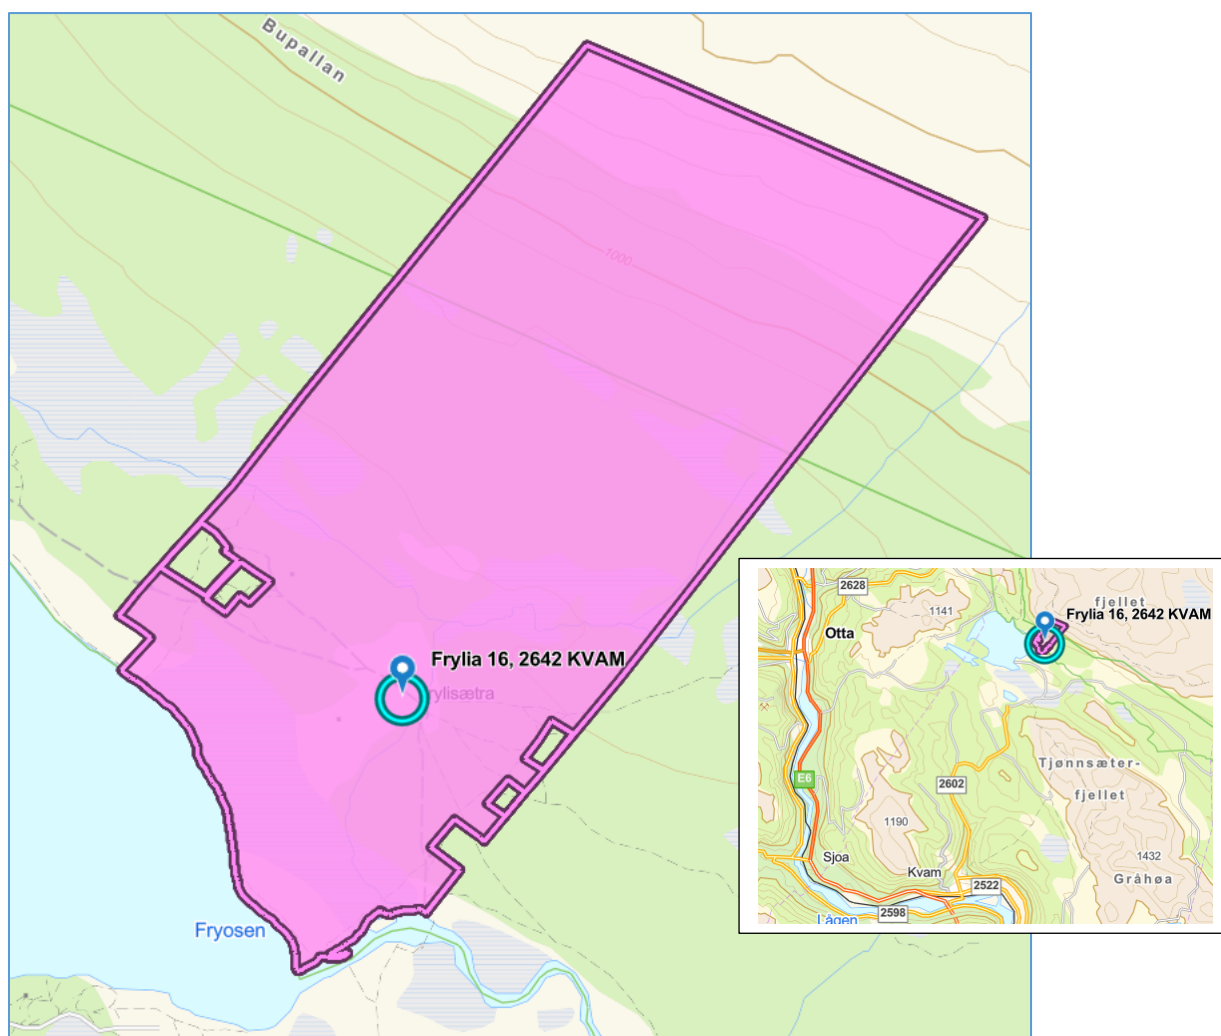 Bupallan
1000
Frylia 16, 2642 KVAM
rylisætra
Fryosen
2628
1141
fjellet
Frylia 16, 2642 KVAM
Otta
Tjønnsæter-
fjellet
E6
2602
1190
1432
Gråhøa
Sjoa
Kvam
2522
Lågen
2598